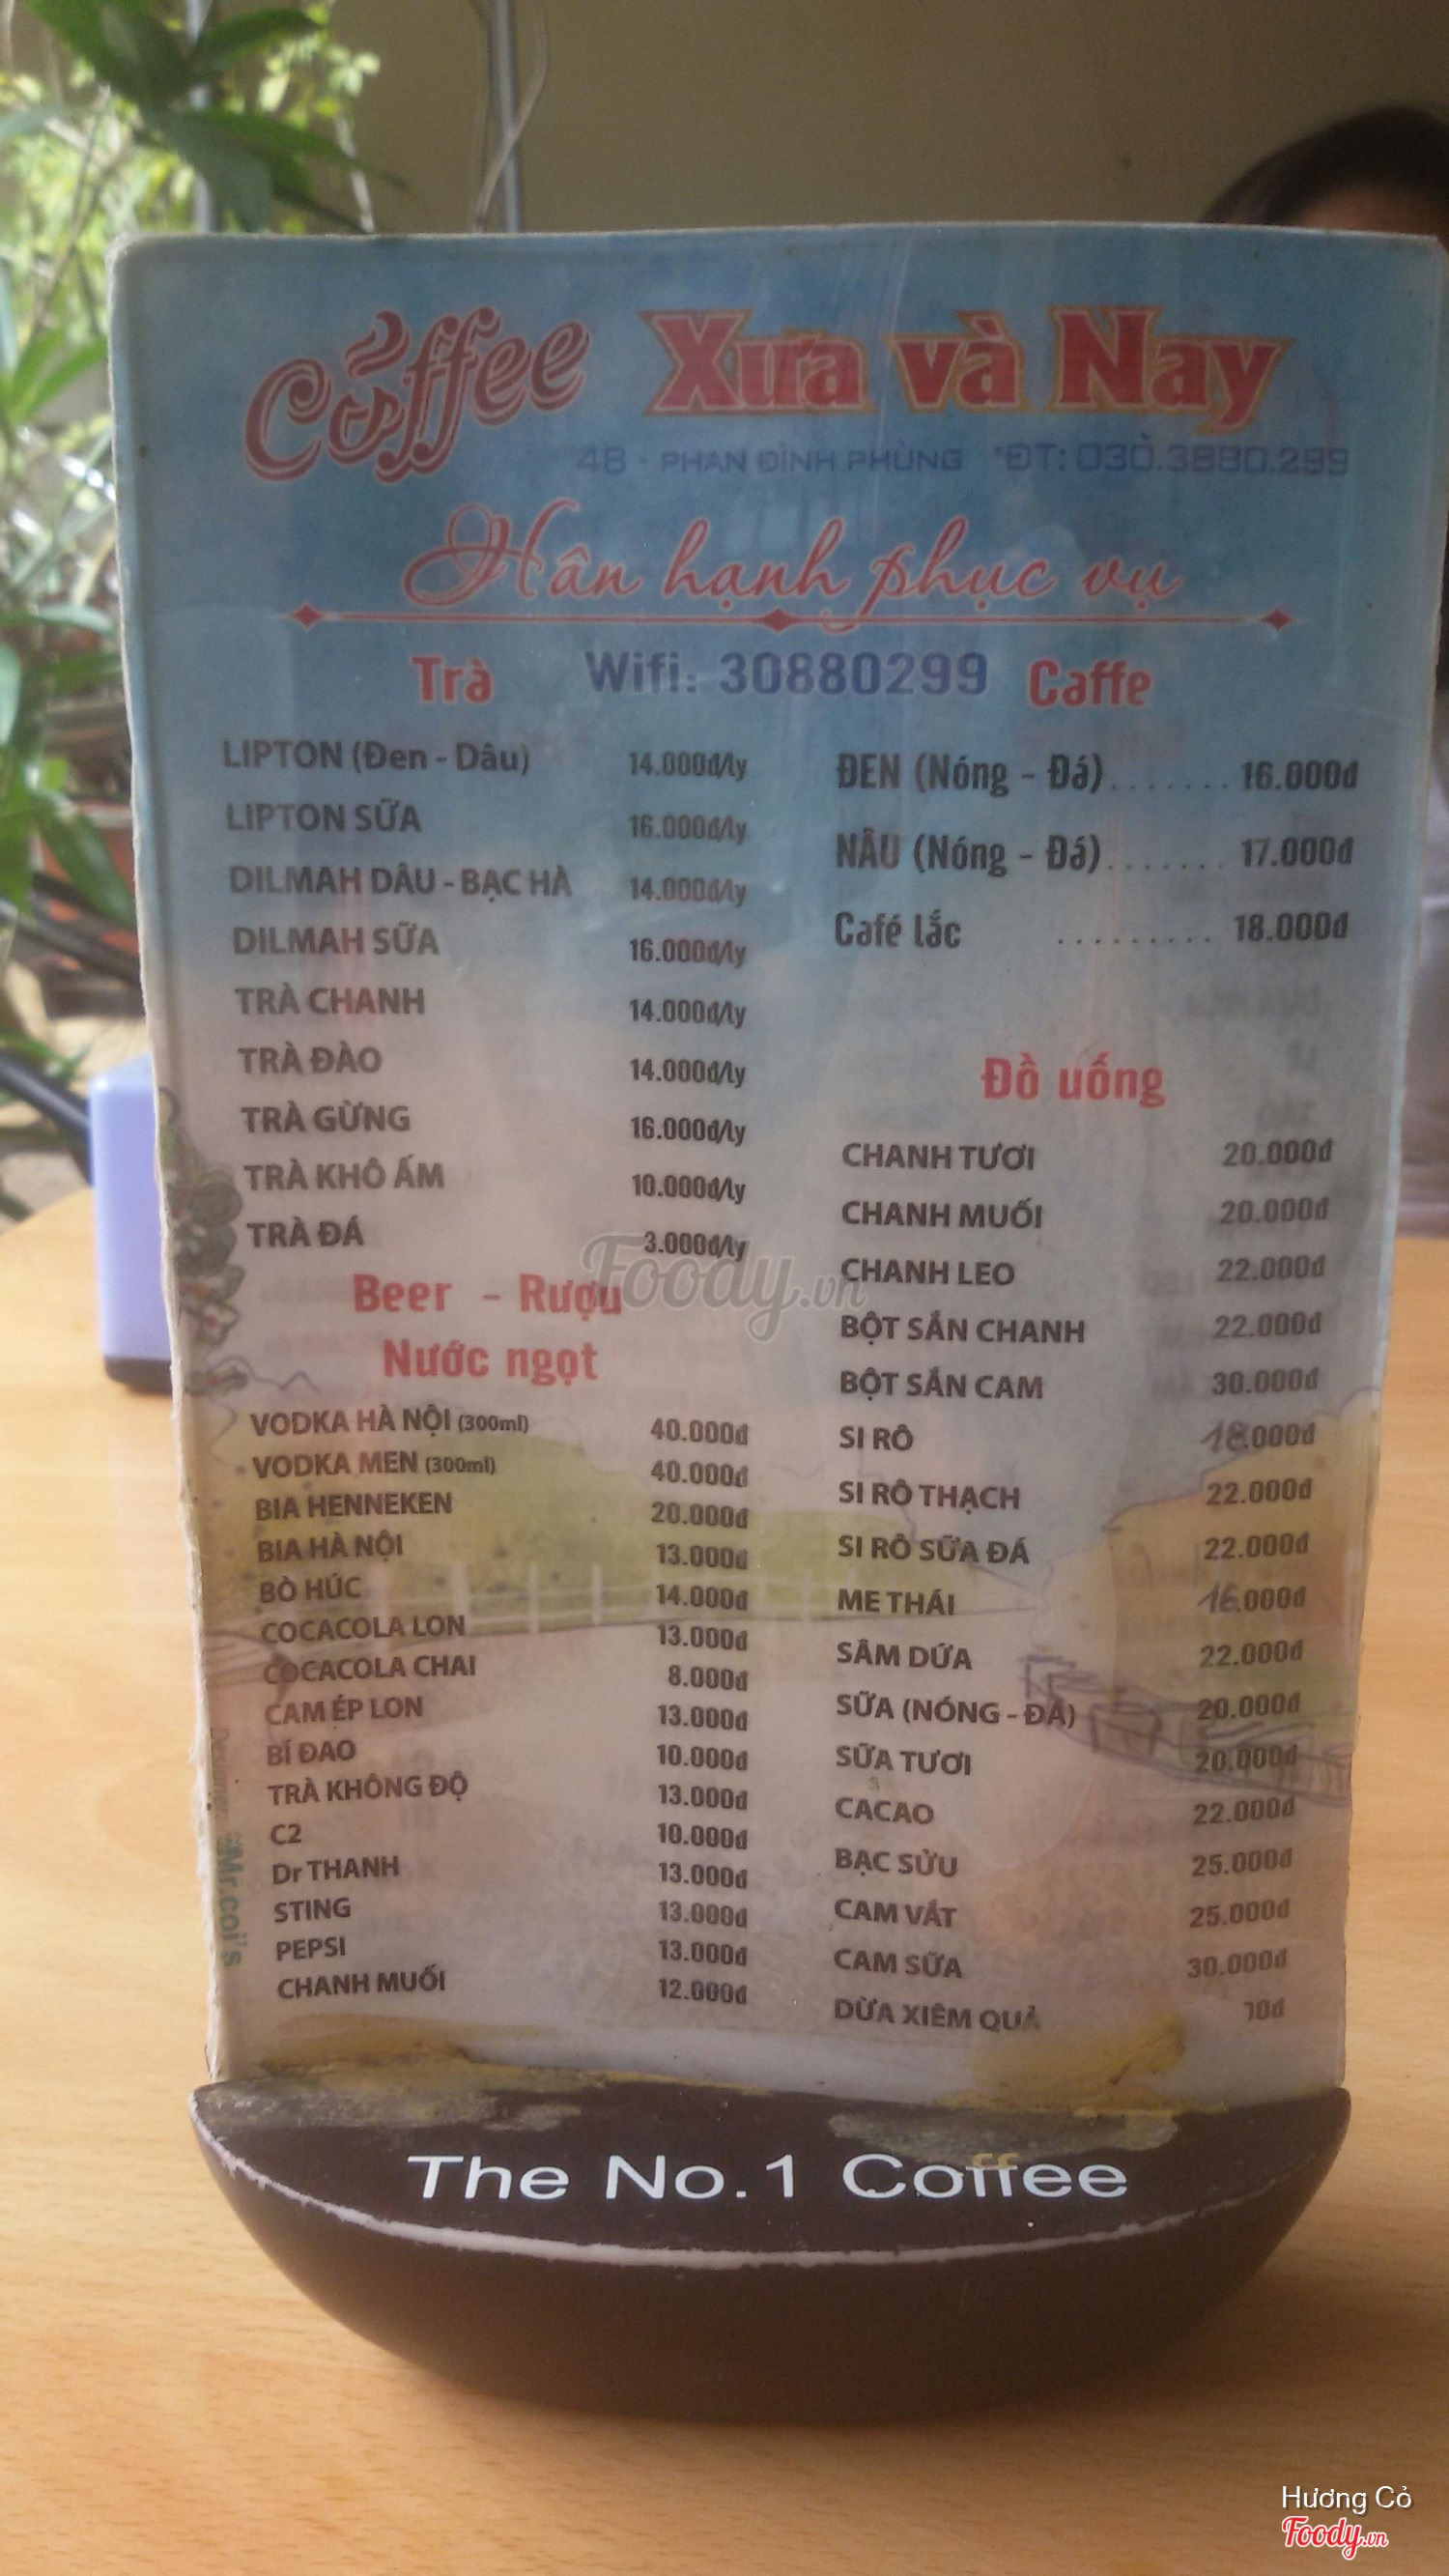 Coffee Xưa và Nay
48 - PHAN ĐÌNH PHÙNG *ĐT: 030.3880.299
Hân hạnh phục vụ
Wifi: 30880299
Trà
LIPTON (Đen - Dâu) 14.000đ/ly
LIPTON SỮA 16.000đ/ly
DILMAH DÂU - BẠC HÀ 14.000đ/ly
DILMAH SỮA 16.000đ/ly
TRÀ CHANH 14.000đ/ly
TRÀ ĐÀO 14.000đ/ly
TRÀ GỪNG 16.000đ/ly
TRÀ KHÔ ẤM 10.000đ/ly
TRÀ ĐÁ 3.000đ/ly
Beer - Rượu
Nước ngọt
VODKA HÀ NỘI (300ml) 40.000đ
VODKA MEN (300ml) 40.000đ
BIA HENNEKEN 20.000đ
BIA HÀ NỘI 13.000đ
BÒ HÚC 14.000đ
COCACOLA LON 13.000đ
COCACOLA CHAI 8.000đ
CAM ÉP LON 13.000đ
BÍ ĐAO 10.000đ
TRÀ KHÔNG ĐỘ 13.000đ
C2 10.000đ
Dr THANH 13.000đ
STING 13.000đ
PEPSI 13.000đ
CHANH MUỐI 12.000đ
Caffe
ĐEN (Nóng - Đá)....... 16.000đ
NÂU (Nóng - Đá)....... 17.000đ
Café lắc ......... 18.000đ
Đồ uống
CHANH TƯƠI 20.000đ
CHANH MUỐI 20.000đ
CHANH LEO 22.000đ
BỘT SẮN CHANH 22.000đ
BỘT SẮN CAM 30.000đ
SI RÔ 18.000đ
SI RÔ THẠCH 22.000đ
SI RÔ SỮA ĐÁ 22.000đ
ME THÁI 16.000đ
SÂM DỨA 22.000đ
SỮA (NÓNG - ĐÁ) 20.000đ
SỮA TƯƠI 20.000đ
CACAO 22.000đ
BẠC SỬU 25.000đ
CAM VẮT 25.000đ
CAM SỮA 30.000đ
DỪA XIÊM QUẢ
Designer: Mr.coi's
Foody.vn
The No.1 Coffee
Hương Cỏ
Foody.vn